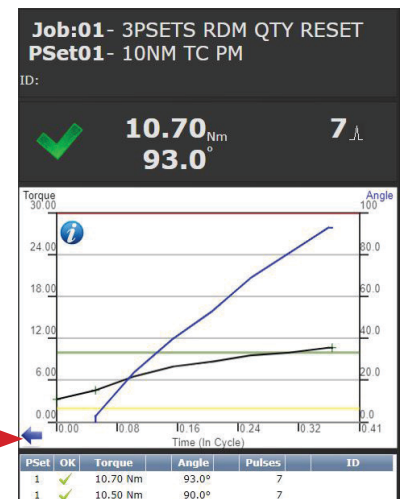 Job:01- 3PSETS RDM QTY RESET
PSet01- 10NM TC PM
ID:
10.70 Nm 7
93.0°
Torque Angle
30.00 100
24.00 80.0
18.00 60.0
12.00 40.0
6.00 20.0
0.00 0.0
0.00 0.08 0.16 0.24 0.32 0.41
Time (In Cycle)
PSet OK Torque Angle Pulses ID
1 10.70 Nm 93.0° 7
1 10.50 Nm 90.0° 7